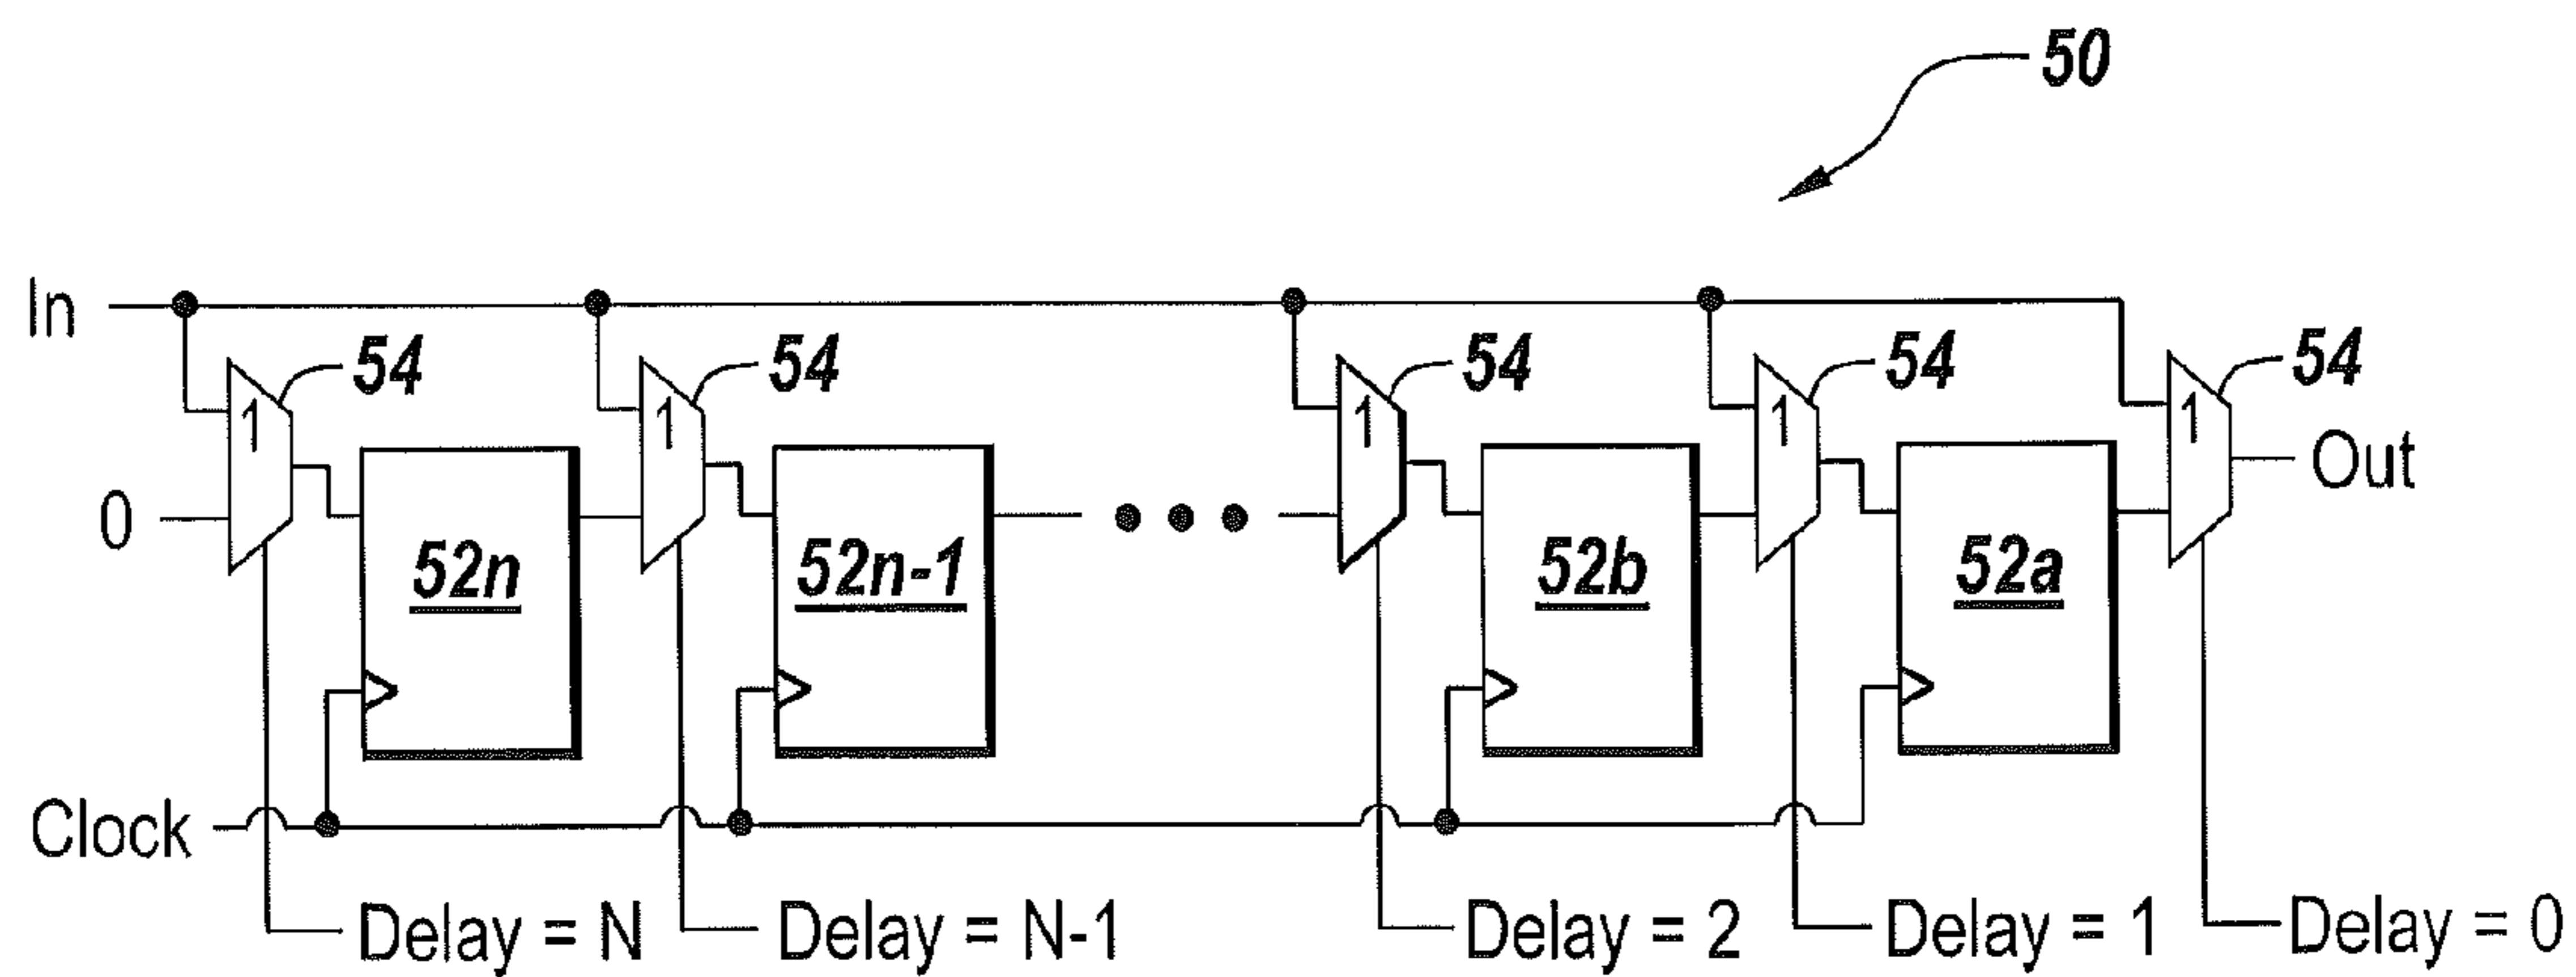 50
In
54
54
54
54
54
1
1
1
1
1
Out
0
52n
52n-1
52b
52a
Clock
Delay = N
Delay = N-1
Delay = 2
Delay = 1
Delay = 0